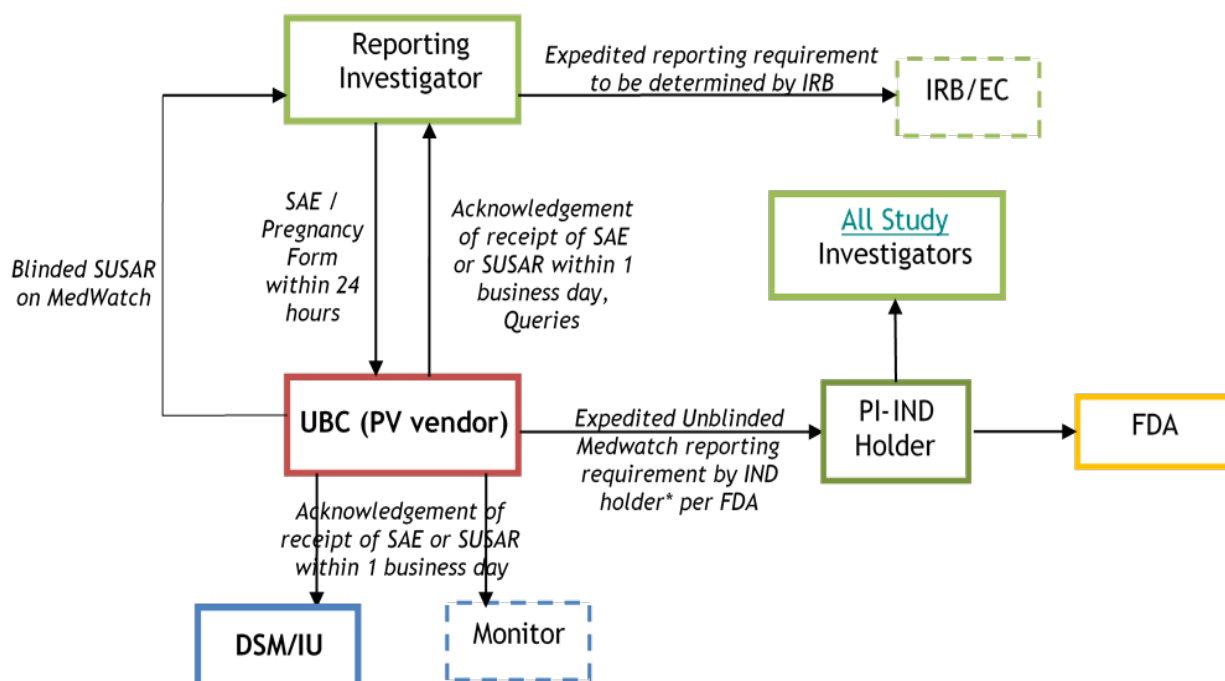 Reporting
Investigator
Expedited reporting requirement
to be determined by IRB
IRB/EC
SAE /
Pregnancy
Form
within 24
hours
Acknowledgement
of receipt of SAE
or SUSAR within 1
business day,
Queries
All Study
Investigators
Blinded SUSAR
on MedWatch
UBC (PV vendor)
Expedited Unblinded
Medwatch reporting
requirement by IND
holder* per FDA
PI-IND
Holder
FDA
Acknowledgement of
receipt of SAE or SUSAR
within 1 business day
DSM/IU
Monitor